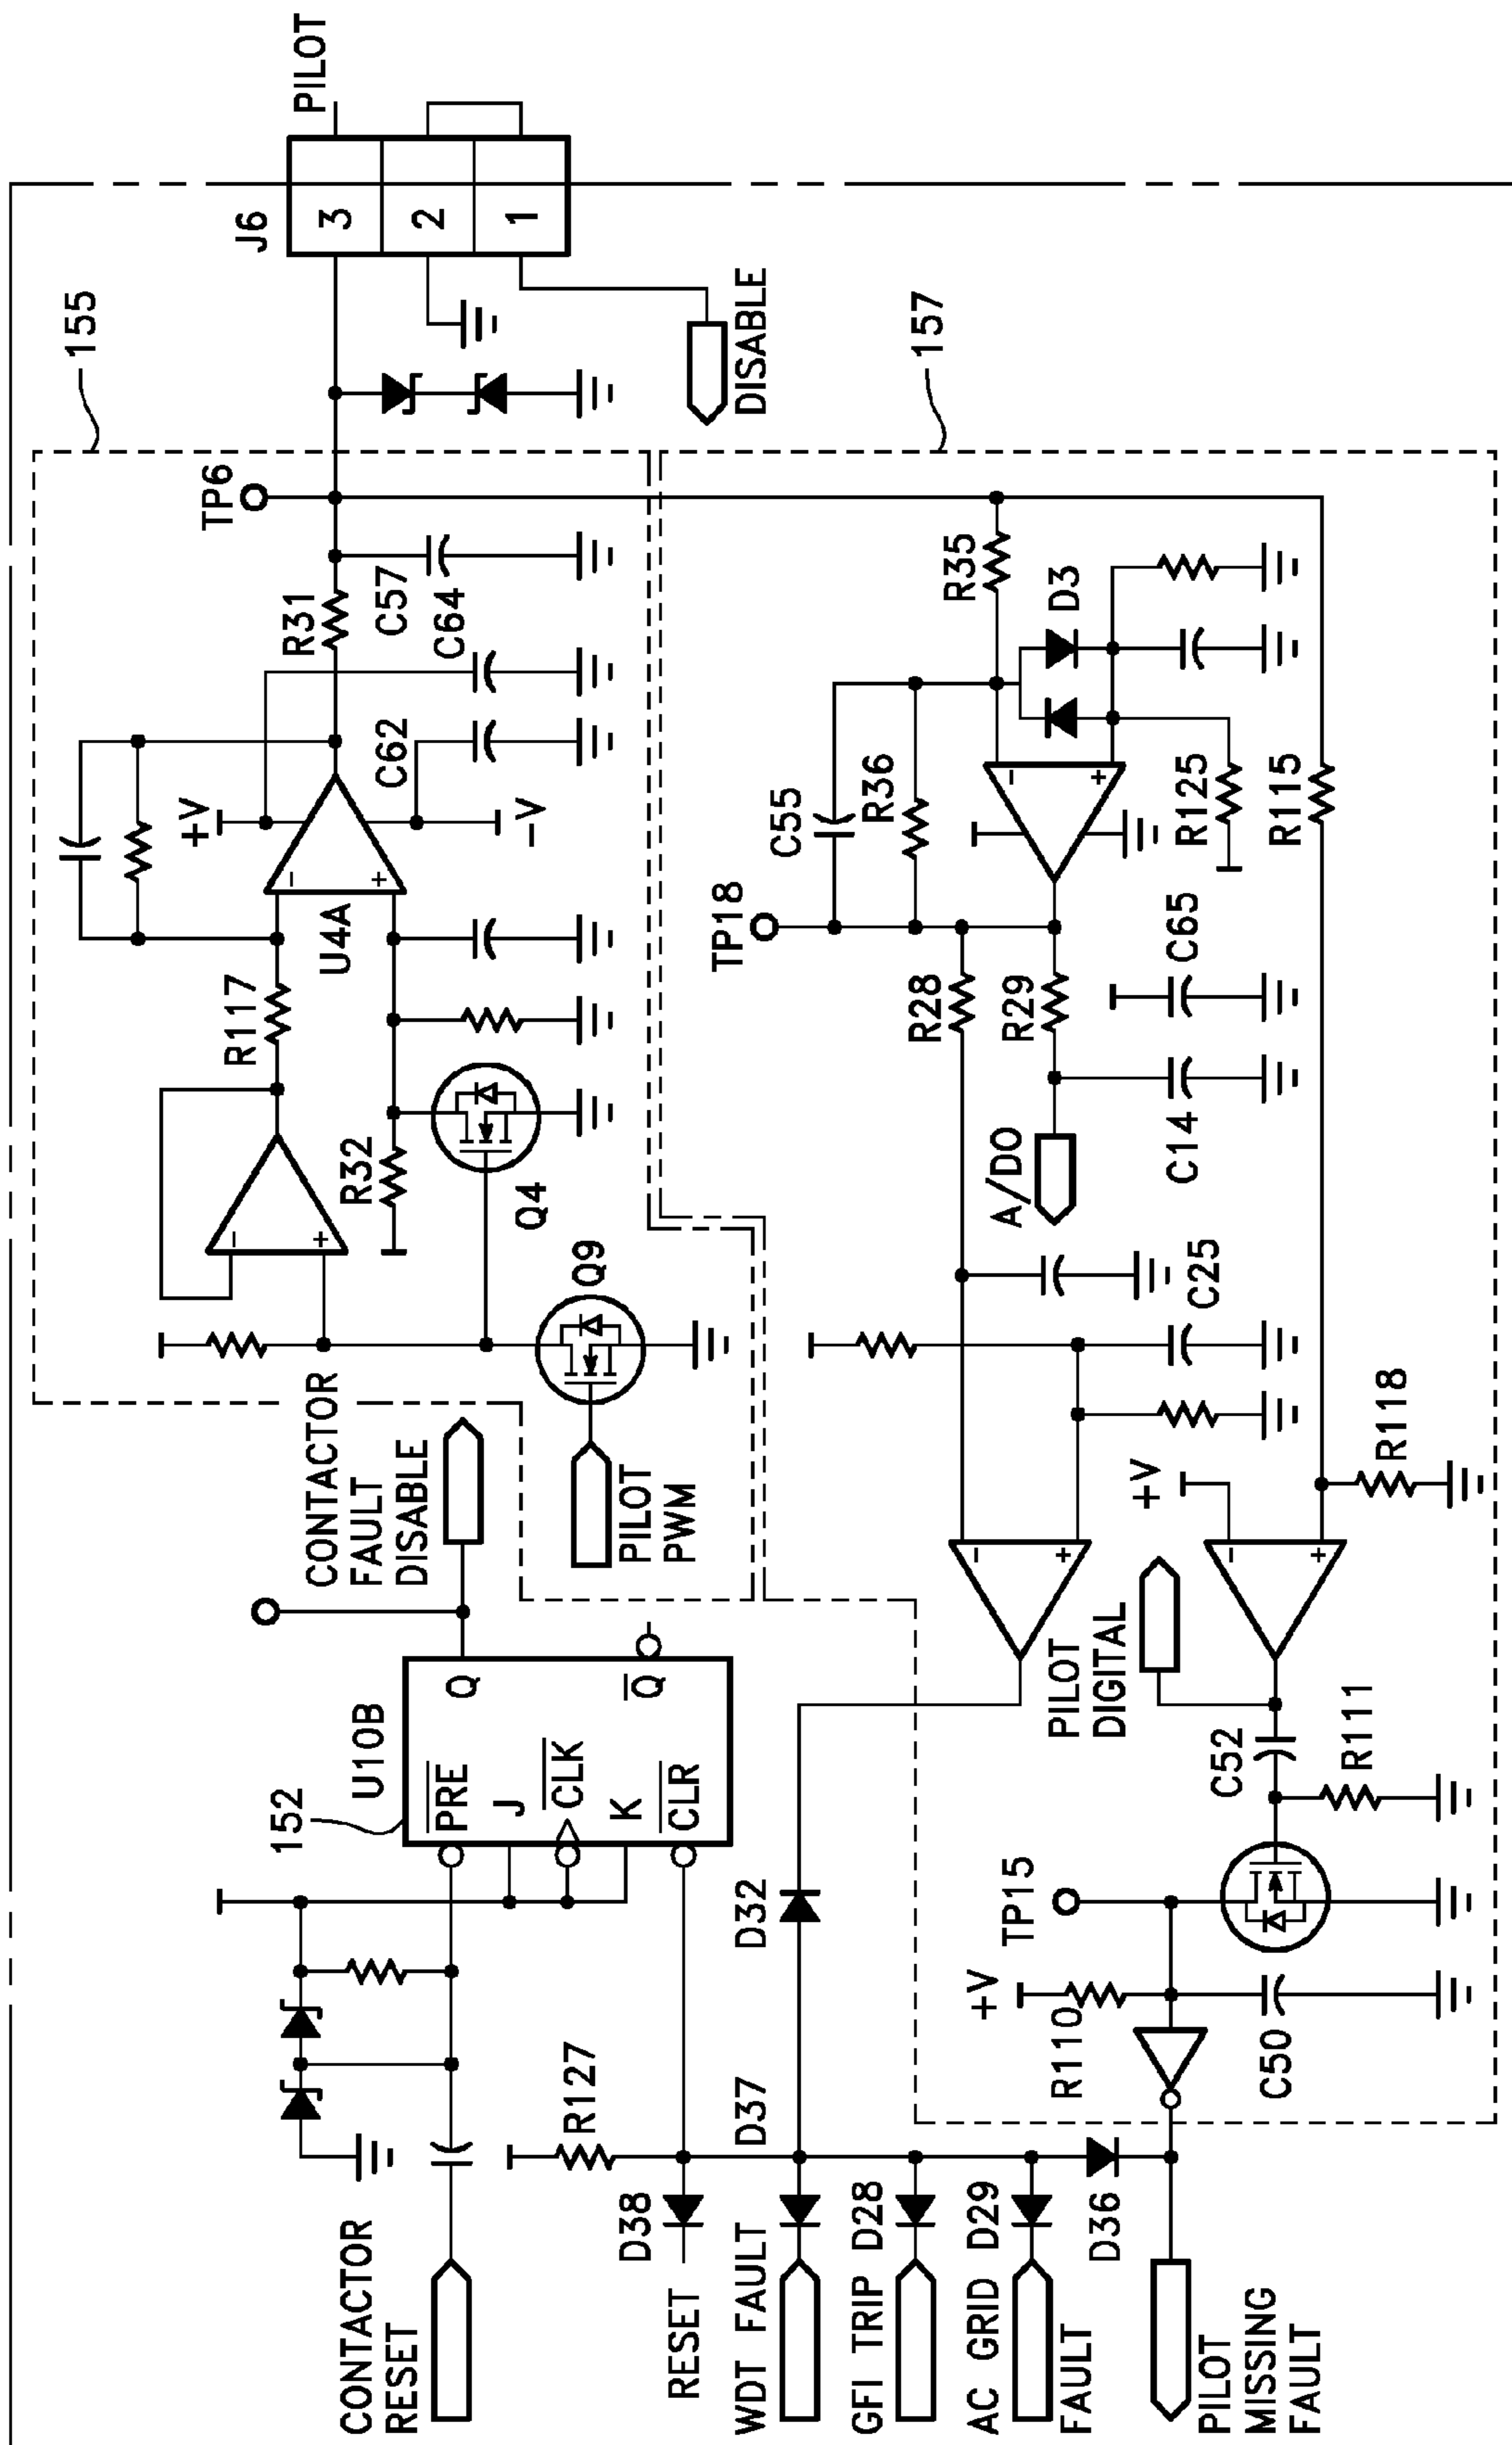 155
TP6
J6
PILOT
3
2
1
DISABLE
R31
C57
C64
C62
+V
-V
-
+
U4A
R117
R32
-
+
Q4
Q9
PILOT
PWM
CONTACTOR
FAULT
DISABLE
152
U10B
PRE
J
CLK
K
CLR
Q
Q
CONTACTOR
RESET
R127
D38
RESET
D37
WDT FAULT
D28
GFI TRIP
D29
AC GRID
FAULT
D36
PILOT
MISSING
FAULT
D32
157
R35
D3
C55
R36
-
+
R125
R115
TP18
R28
R29
C65
C14
A/DO
C25
R118
+V
-
+
-
+
PILOT
DIGITAL
C52
R111
TP15
+V
R110
C50